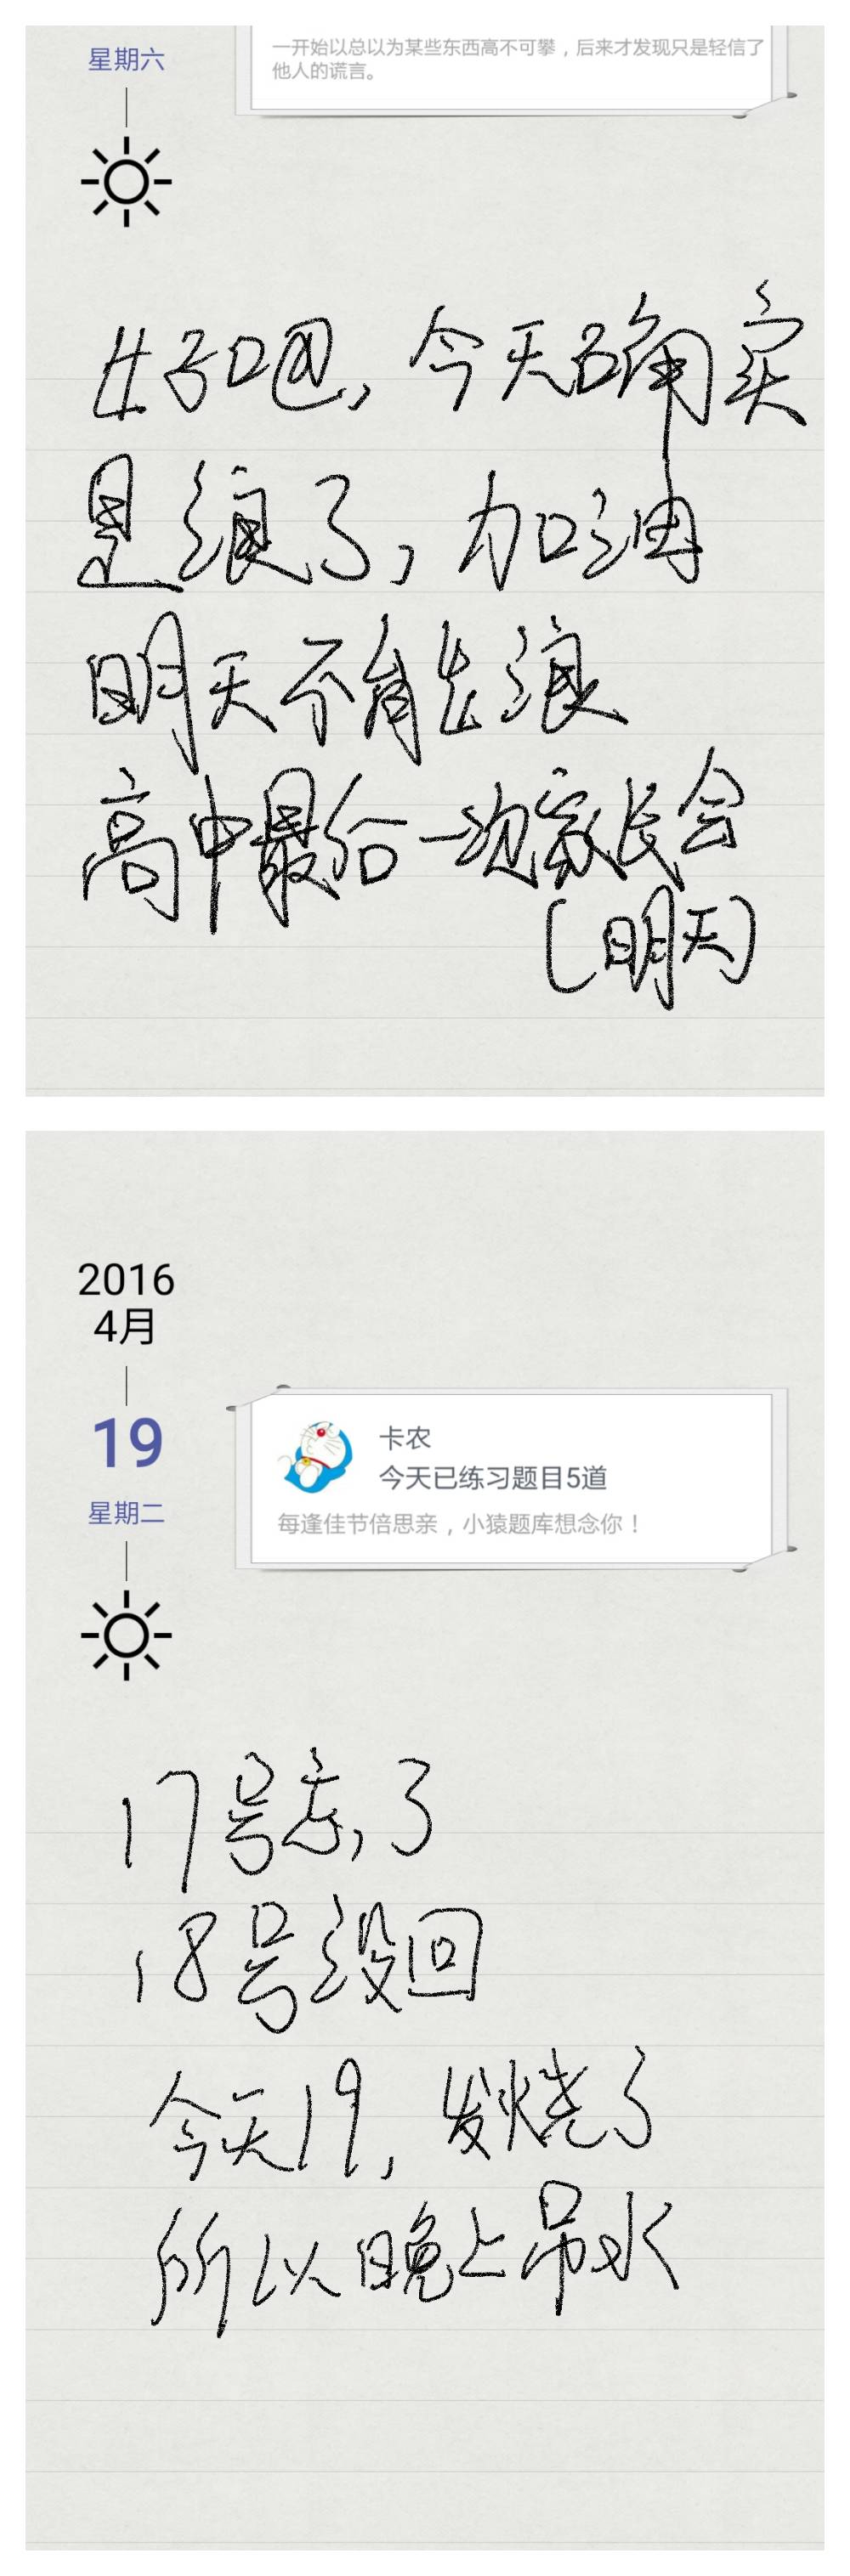 星期六
一开始以总以为某些东西高不可攀，后来才发现只是轻信了
他人的谎言。
好吧，今天确实
是浪了，加油
明天不能浪
高中最后一次家长会
(明天)
2016
4月
19
星期二
卡农
今天已练习题目5道
每逢佳节倍思亲，小猿题库想念你！
17号忘了
18号没回
今天19，发烧了
所以晚上吊水